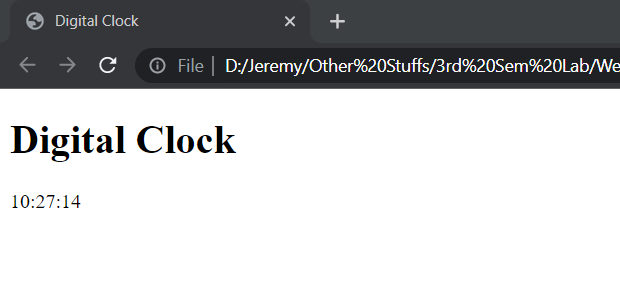 Digital Clock
File | D:/Jeremy/Other%20Stuffs/3rd%20Sem%20Lab/We
Digital Clock
10:27:14